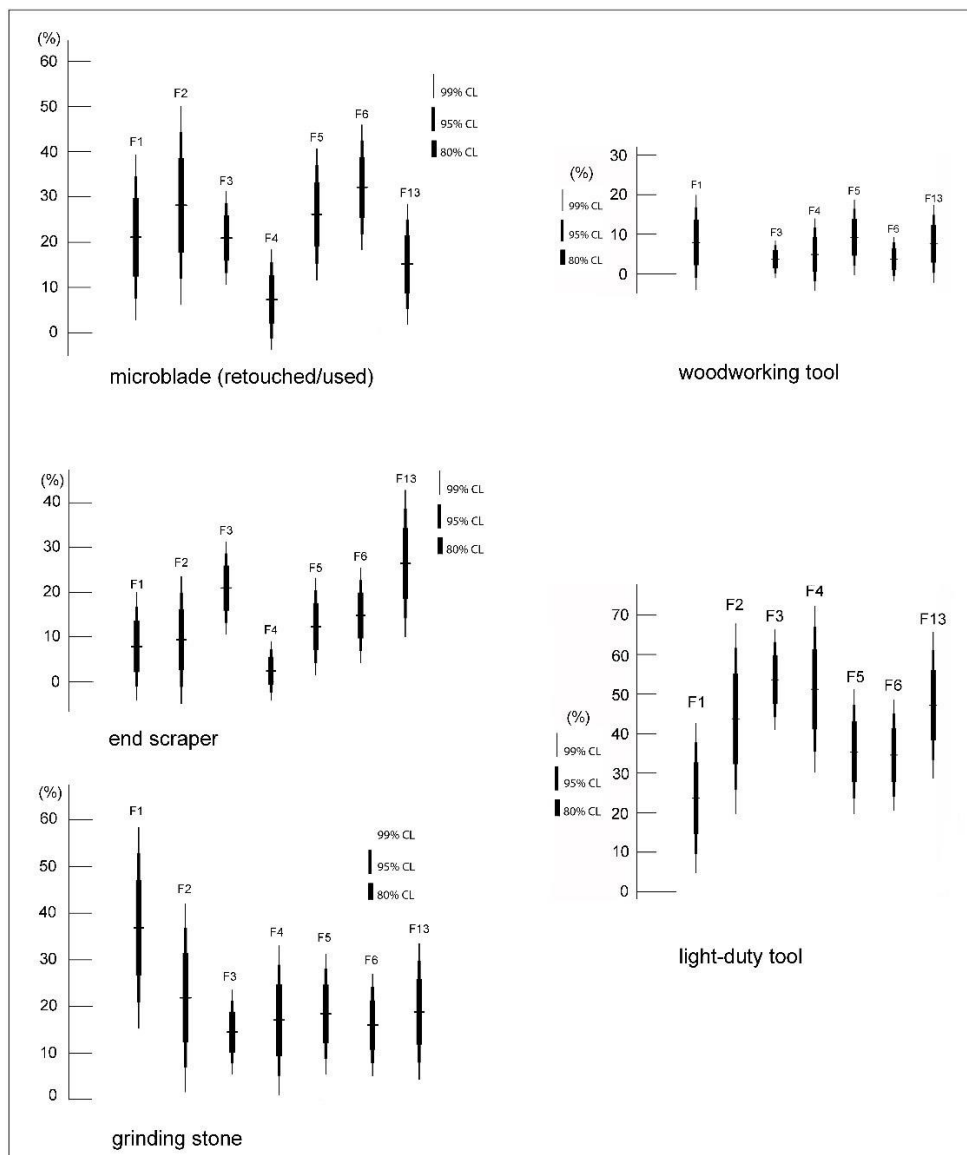 (%)
60
50
40
30
20
10
0
F1
F2
F3
F4
F5
F6
F13
99% CL
95% CL
80% CL
microblade (retouched/used)
(%)
99% CL
95% CL
80% CL
30
20
10
0
F1
F3
F4
F5
F6
F13
woodworking tool
(%)
40
30
20
10
0
F1
F2
F3
F4
F5
F6
F13
99% CL
95% CL
80% CL
end scraper
(%)
99% CL
95% CL
80% CL
70
60
50
40
30
20
10
0
F1
F2
F3
F4
F5
F6
F13
light-duty tool
(%)
60
50
40
30
20
10
0
F1
F2
F3
F4
F5
F6
F13
99% CL
95% CL
80% CL
grinding stone